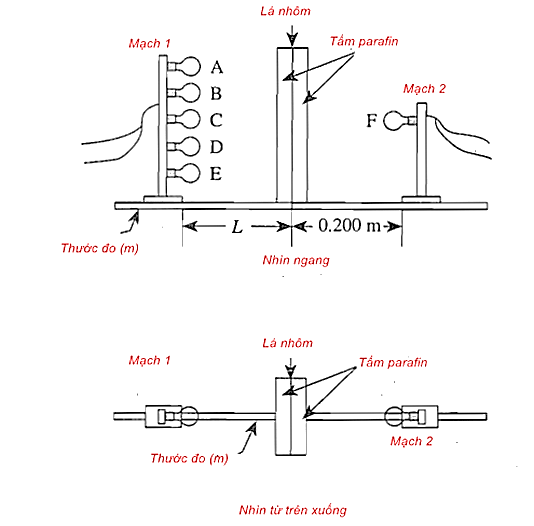 Lá nhôm
Mạch 1
Tấm parafin
A
B
C
D
E
Mạch 2
F
L
0.200 m
Thước đo (m)
Nhìn ngang
Lá nhôm
Mạch 1
Tấm parafin
Mạch 2
Thước đo (m)
Nhìn từ trên xuống